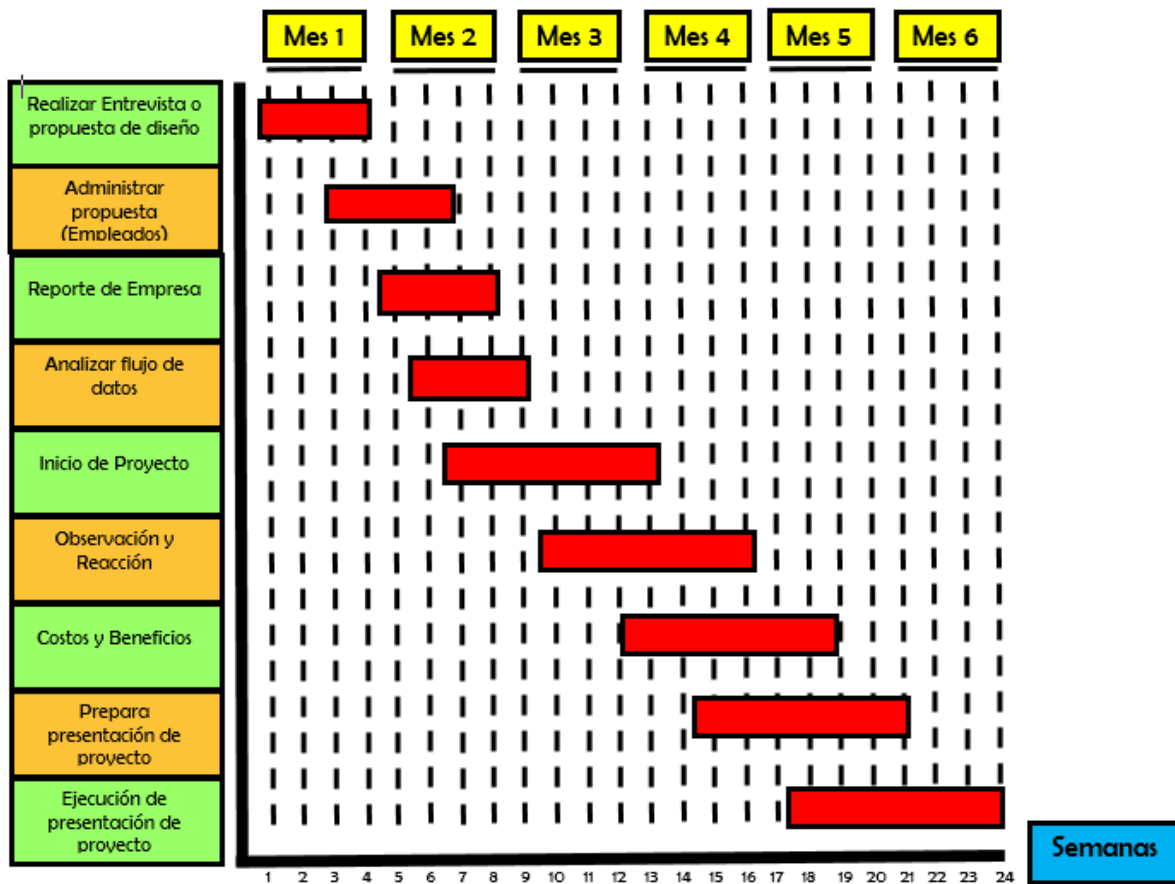 Mes 1
Mes 2
Mes 3
Mes 4
Mes 5
Mes 6
Realizar Entrevista o
propuesta de diseño
Administrar
propuesta
(Empleados)
Reporte de Empresa
Analizar flujo de
datos
Inicio de Proyecto
Observación y
Reacción
Costos y Beneficios
Prepara
presentación de
proyecto
Ejecución de
presentación de
proyecto
Semanas
1 2 3 4 5 6 7 8 9 10 11 12 13 14 15 16 17 18 19 20 21 22 23 24